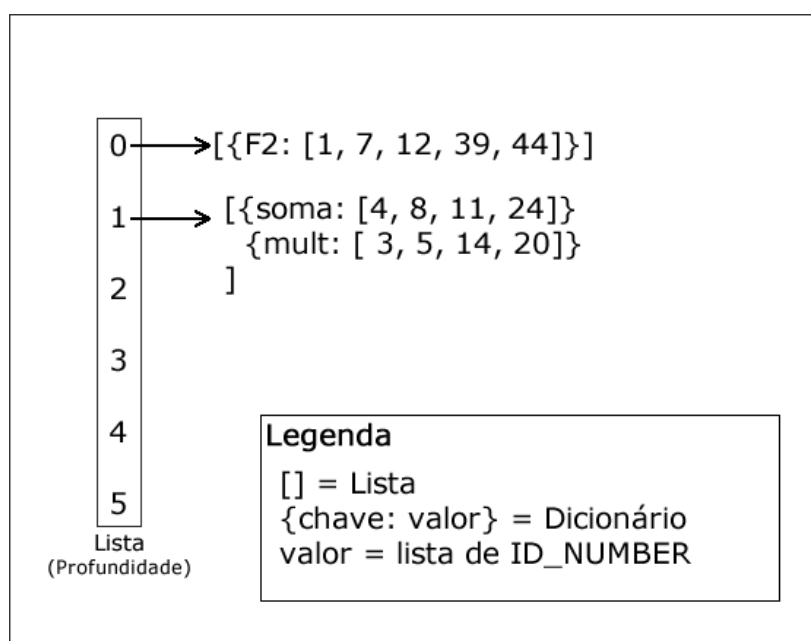 0 [{F2: [1, 7, 12, 39, 44]}]
1 [{soma: [4, 8, 11, 24]}
{mult: [ 3, 5, 14, 20]}
2 ]
3
4
5
Lista
(Profundidade)
Legenda
[] = Lista
{chave: valor} = Dicionário
valor = lista de ID_NUMBER